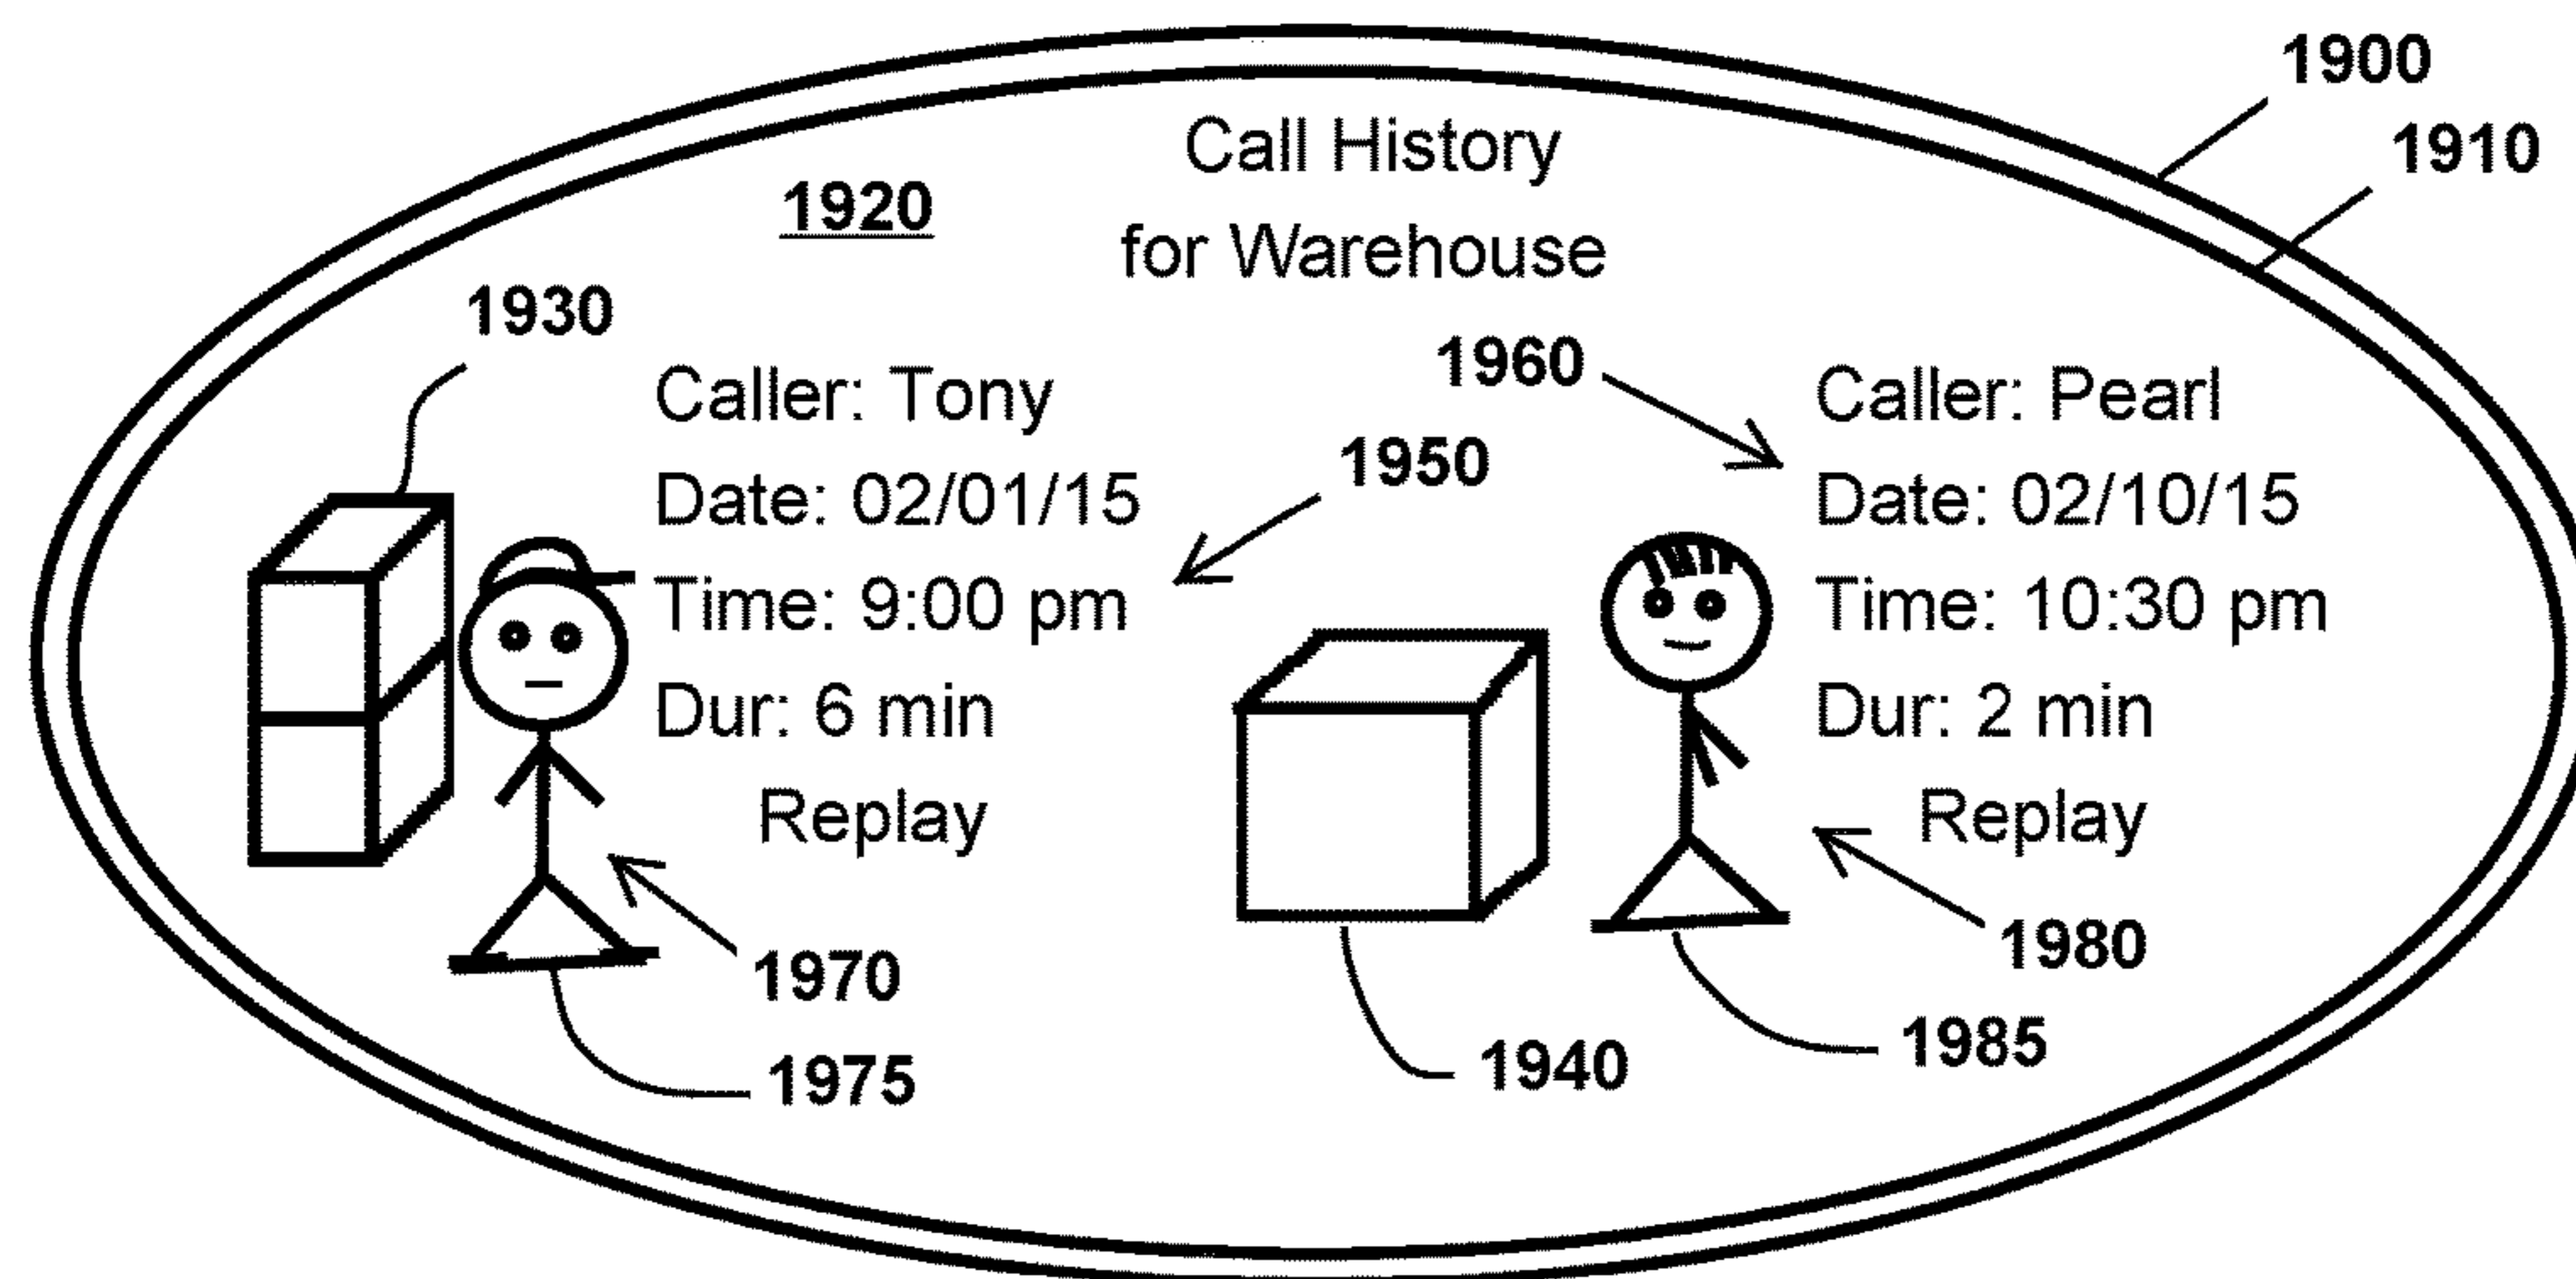 1900
1910
Call History
for Warehouse
1920
1930
1960
1950
Caller: Tony
Date: 02/01/15
Time: 9:00 pm
Dur: 6 min
Replay
Caller: Pearl
Date: 02/10/15
Time: 10:30 pm
Dur: 2 min
Replay
1970
1975
1980
1985
1940